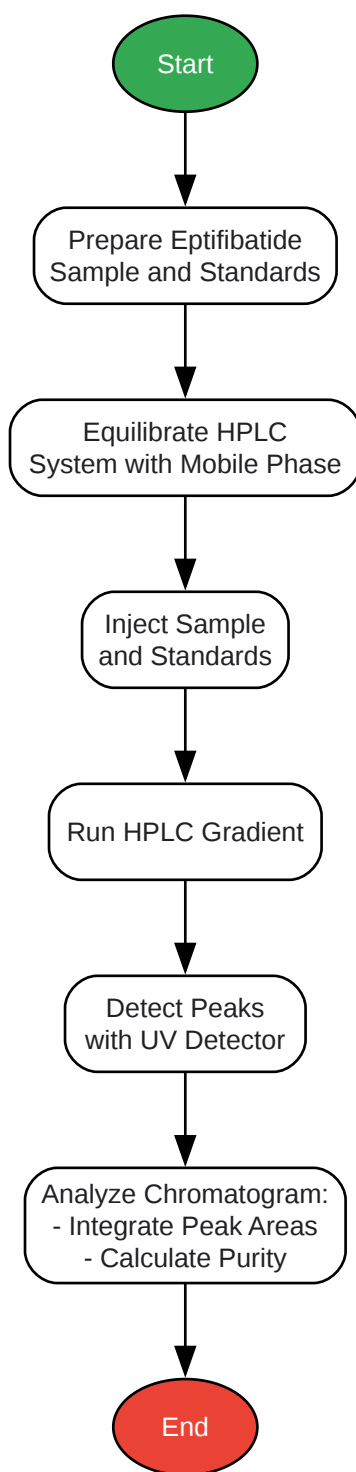 Start
Prepare Eptifibatide
Sample and Standards
Equilibrate HPLC
System with Mobile Phase
Inject Sample
and Standards
Run HPLC Gradient
Detect Peaks
with UV Detector
Analyze Chromatogram:
- Integrate Peak Areas
- Calculate Purity
End